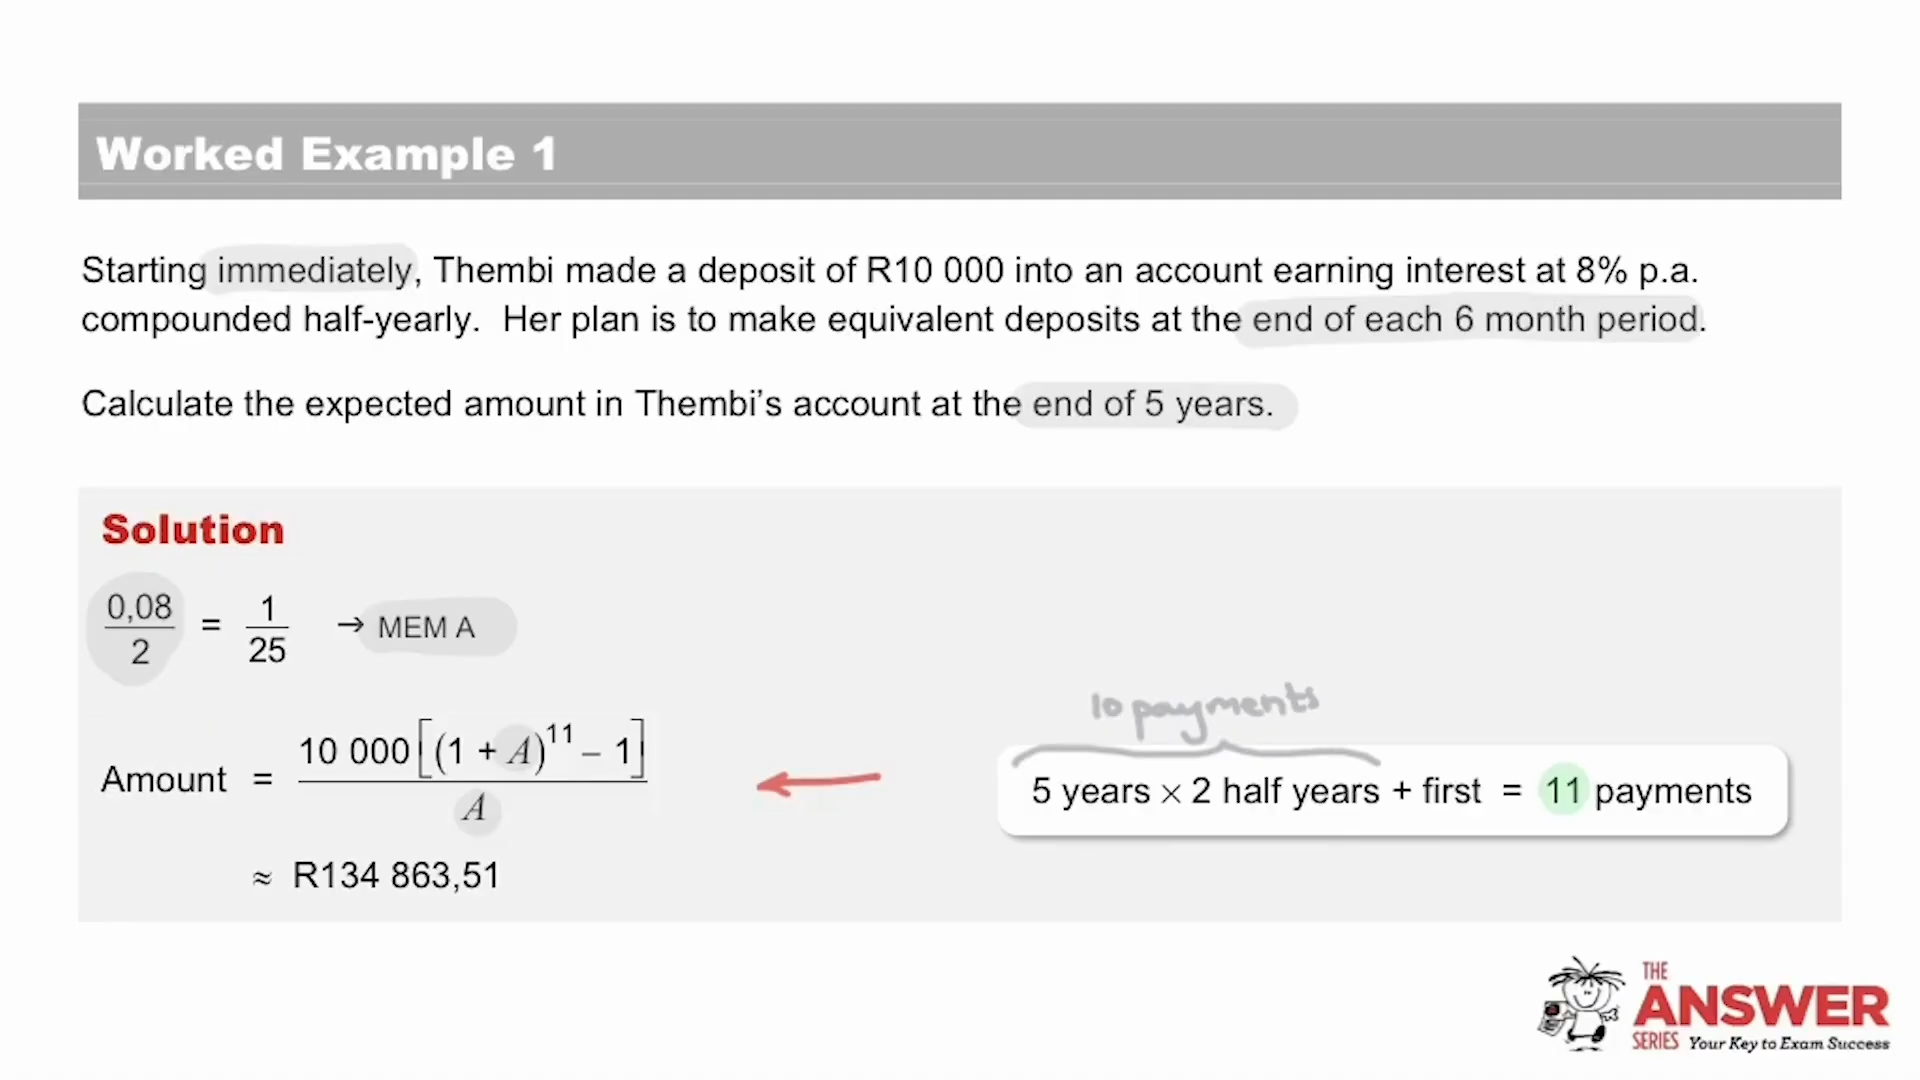 Worked Example 1
Starting immediately, Thembi made a deposit of R10 000 into an account earning interest at 8% p.a.
compounded half-yearly. Her plan is to make equivalent deposits at the end of each 6 month period.
Calculate the expected amount in Thembi’s account at the end of 5 years.
Solution
0,08/2 = 1/25 → MEM A
10 payments
Amount = 10 000[(1 + A)^11 – 1]/A
5 years × 2 half years + first = 11 payments
≈ R134 863,51
THE
ANSWER
SERIES Your Key to Exam Success